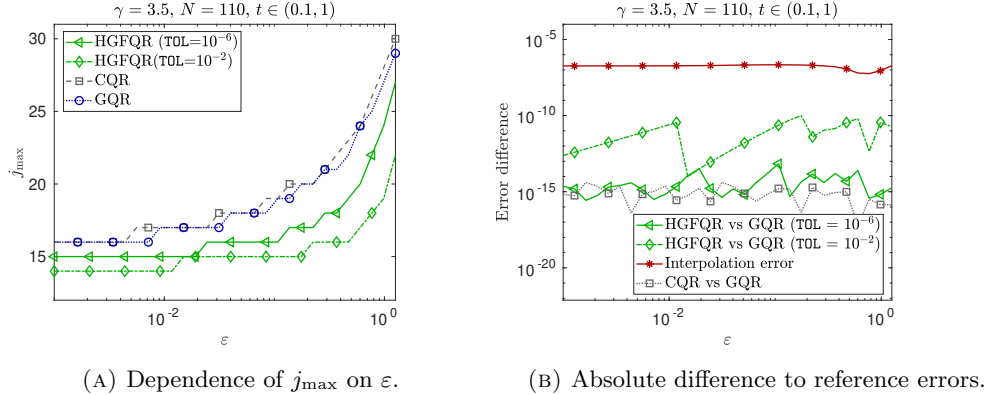 γ = 3.5, N = 110, t ∈ (0.1, 1)
30
25
20
15
j_max
HGFQR (TOL=10^-6)
HGFQR(TOL=10^-2)
CQR
GQR
10^-2
10^0
ε
(A) Dependence of j_max on ε.
γ = 3.5, N = 110, t ∈ (0.1, 1)
10^-5
10^-10
10^-15
10^-20
Error difference
HGFQR vs GQR (TOL = 10^-6)
HGFQR vs GQR (TOL = 10^-2)
Interpolation error
CQR vs GQR
10^-2
10^0
ε
(B) Absolute difference to reference errors.